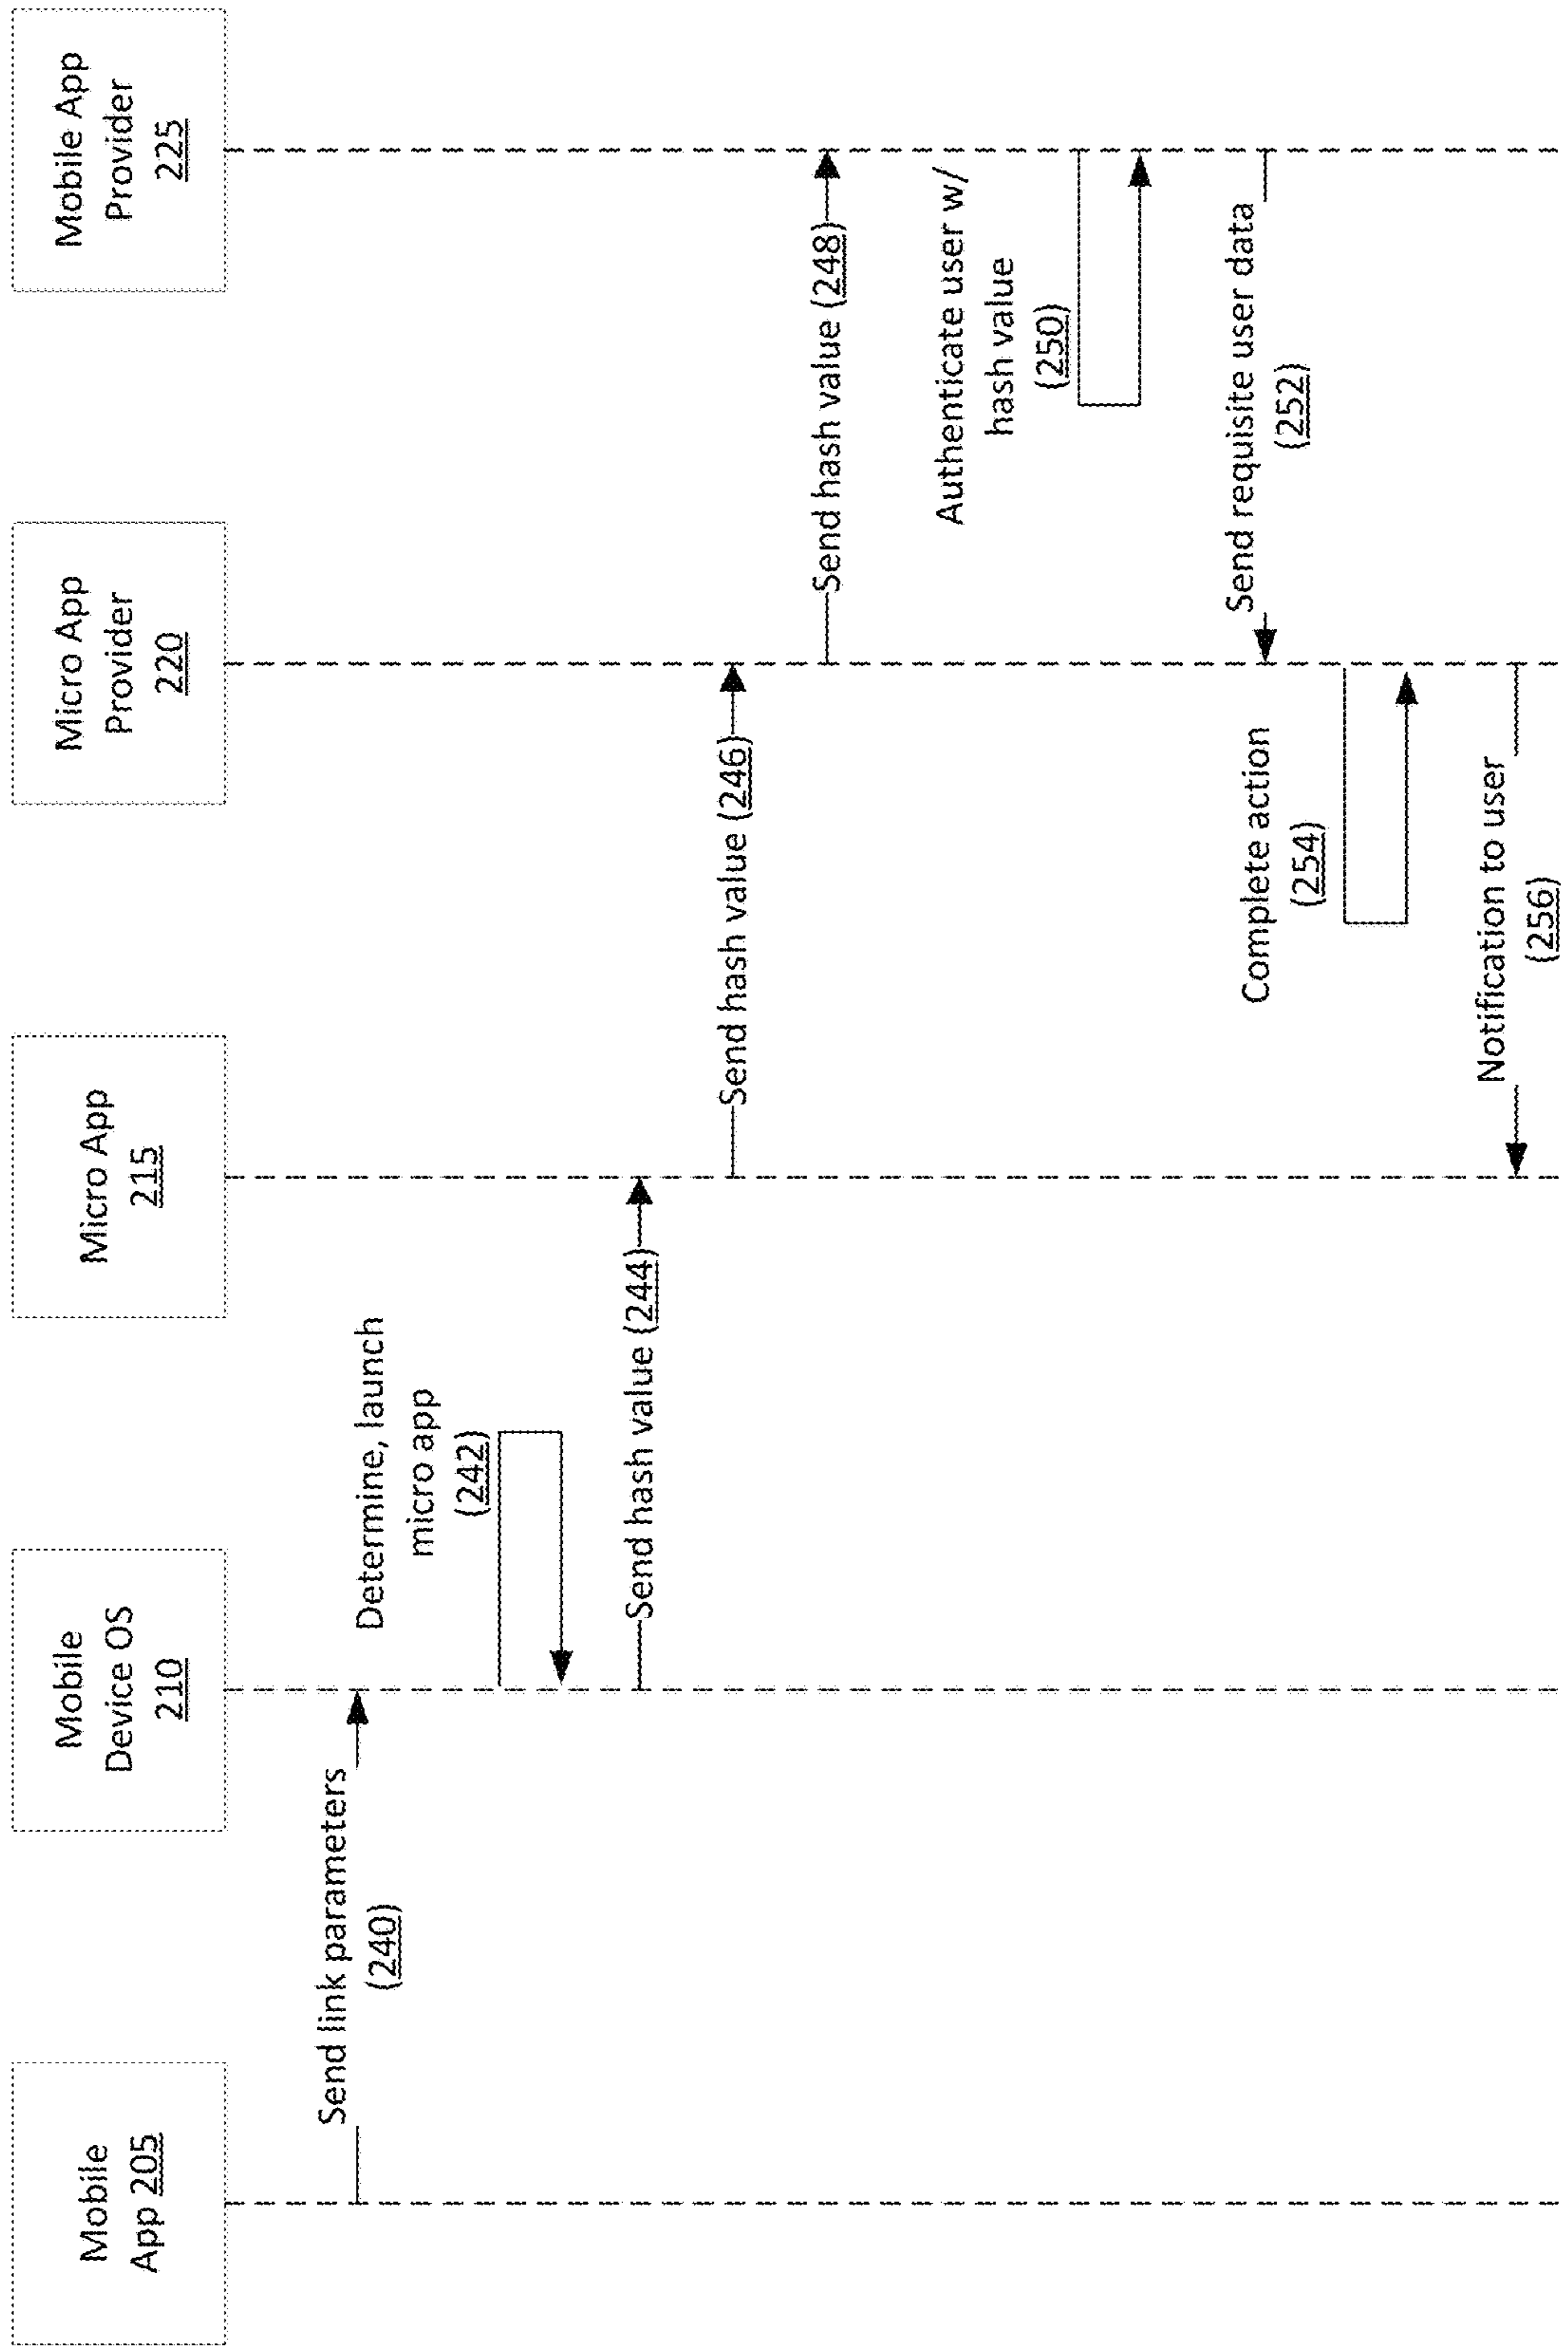 Mobile
App 205
Mobile
Device OS
210
Micro App
215
Micro App
Provider
220
Mobile App
Provider
225
Send link parameters
(240)
Determine, launch
micro app
(242)
Send hash value (244)
Send hash value (246)
Send hash value (248)
Authenticate user w/
hash value
(250)
Send requisite user data
(252)
Complete action
(254)
Notification to user
(256)